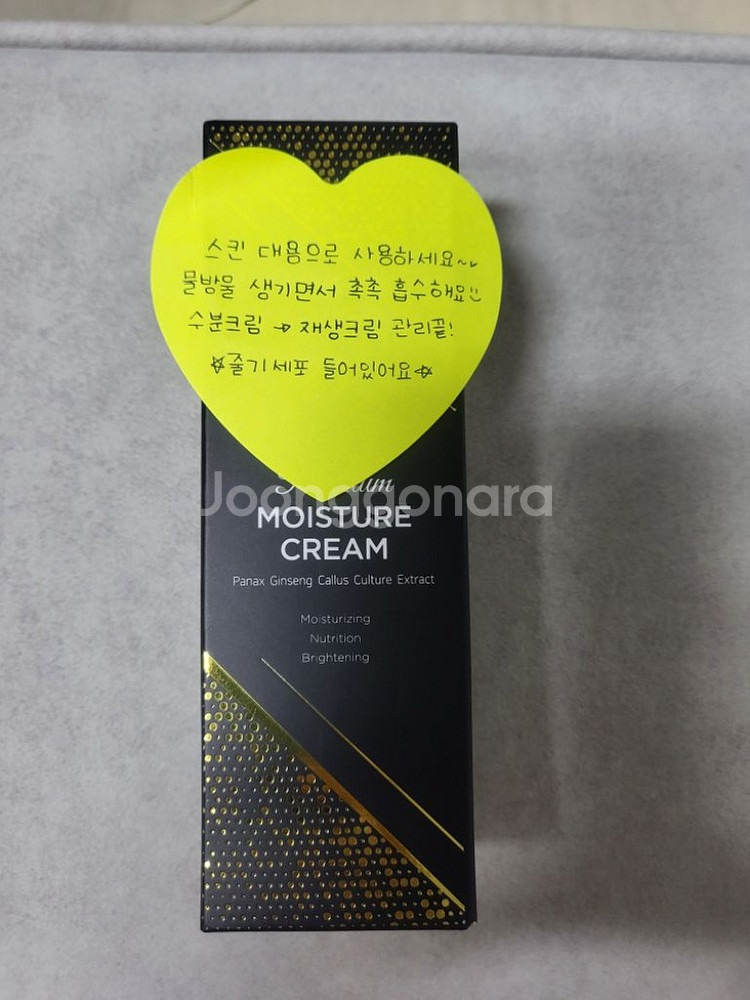 스킨 대용으로 사용하세요~
물방울 생기면서 촉촉 흡수해요
수분크림 → 재생크림 관리끝!
☆줄기세포 들어있어요☆
Joonggonara
MOISTURE
CREAM
Panax Ginseng Callus Culture Extract
Moisturizing
Nutrition
Brightening